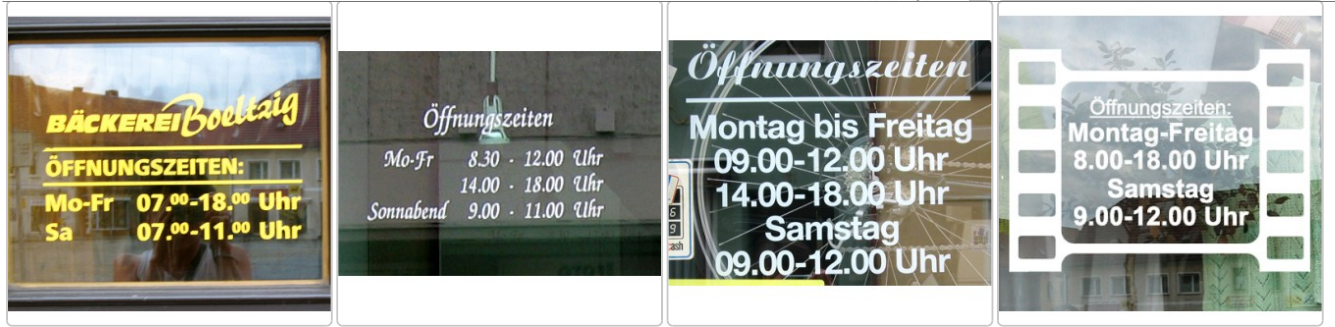 BÄCKEREI Boeltzig
ÖFFNUNGSZEITEN:
Mo-Fr 07.⁰⁰-18.⁰⁰ Uhr
Sa 07.⁰⁰-11.⁰⁰ Uhr
Öffnungszeiten
Mo-Fr 8.30 - 12.00 Uhr
14.00 - 18.00 Uhr
Sonnabend 9.00 - 11.00 Uhr
Öffnungszeiten
Montag bis Freitag
09.00-12.00 Uhr
14.00-18.00 Uhr
Samstag
09.00-12.00 Uhr
Öffnungszeiten:
Montag-Freitag
8.00-18.00 Uhr
Samstag
9.00-12.00 Uhr